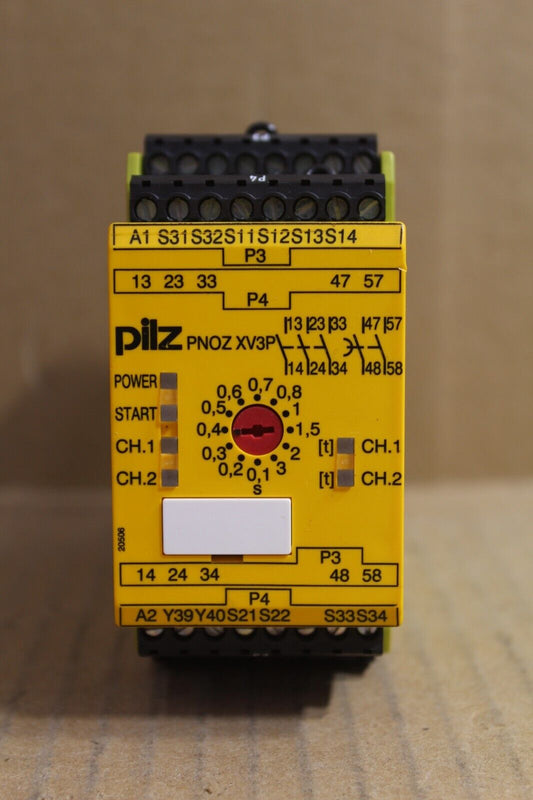 P4
A1 S31 S32 S11 S12 S13 S14
P3
13 23 33 47 57
P4
pilz PNOZ XV3P
13 23 33 47 57
14 24 34 48 58
POWER
START
CH.1
CH.2
0,1 0,2 0,3 0,4 0,5 0,6 0,7 0,8 1 1,5 2 3
s
[t] CH.1
[t] CH.2
20506
P3
14 24 34 48 58
P4
A2 Y39 Y40 S21 S22 S33 S34